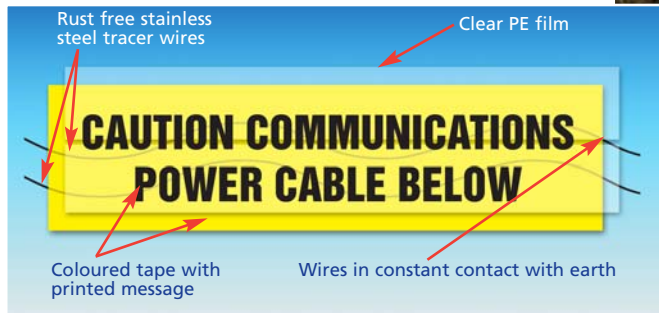 Rust free stainless
steel tracer wires
Clear PE film
CAUTION COMMUNICATIONS
POWER CABLE BELOW
Coloured tape with
printed message
Wires in constant contact with earth